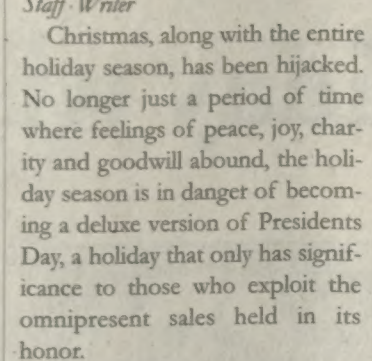 Staff Writer
Christmas, along with the entire
holiday season, has been hijacked.
No longer just a period of time
where feelings of peace, joy, char-
ity and goodwill abound, the holi-
day season is in danger of becom-
ing a deluxe version of Presidents
Day, a holiday that only has signif-
icance to those who exploit the
omnipresent sales held in its
honor.